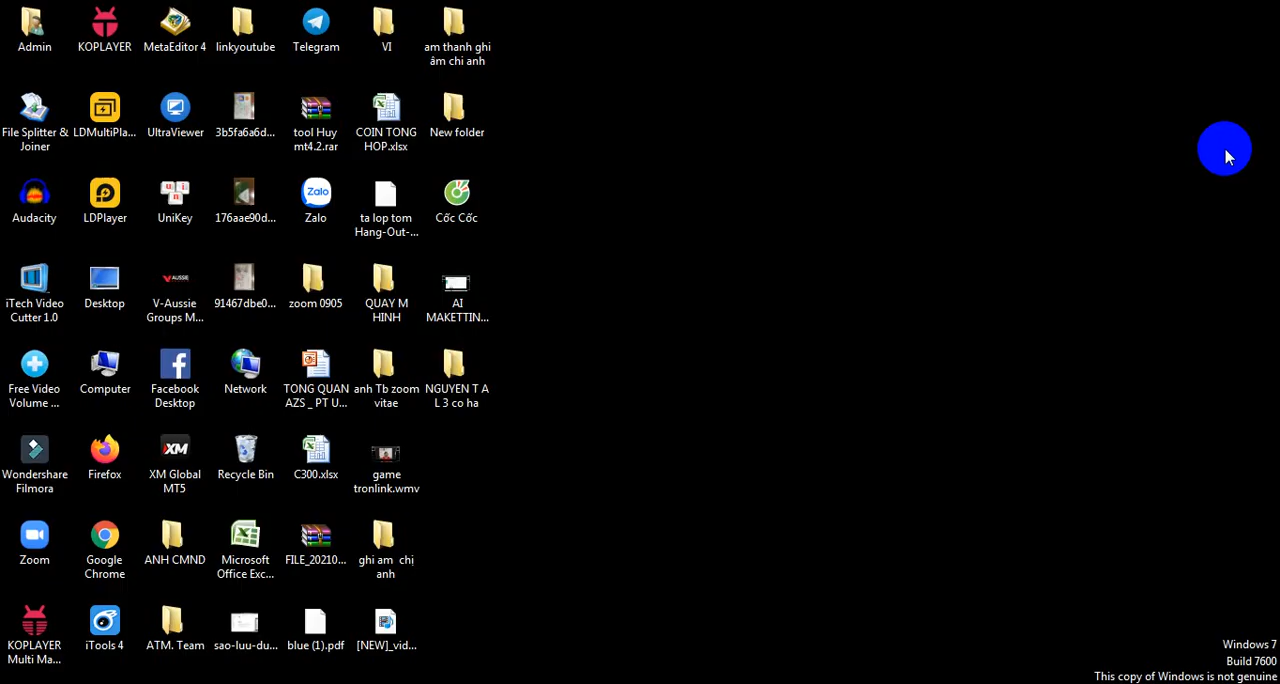 Admin
KOPLAYER
MetaEditor 4
linkyoutube
Telegram
VI
am thanh ghi
âm chi anh
File Splitter &
Joiner
LDMultiPla...
UltraViewer
3b5fa6a6d...
tool Huy
mt4.2.rar
COIN TONG
HOP.xlsx
New folder
Audacity
LDPlayer
UniKey
176aae90d...
Zalo
Zalo
ta lop tom
Hang-Out-...
Cốc Cốc
iTech Video
Cutter 1.0
Desktop
V-AUSSIE
V-Aussie
Groups M...
91467dbe0...
zoom 0905
QUAY M
HINH
AI
MAKETTIN...
Free Video
Volume ...
Computer
Facebook
Desktop
Network
TONG QUAN
AZS _ PT U...
anh Tb zoom
vitae
NGUYEN T A
L 3 co ha
Wondershare
Filmora
Firefox
XM
XM Global
MT5
Recycle Bin
C300.xlsx
game
tronlink.wmv
Zoom
Google
Chrome
ANH CMND
Microsoft
Office Exc...
FILE_20210...
ghi am chị
anh
KOPLAYER
Multi Ma...
iTools 4
ATM. Team
sao-luu-du...
blue (1).pdf
[NEW]_vid...
Windows 7
Build 7600
This copy of Windows is not genuine